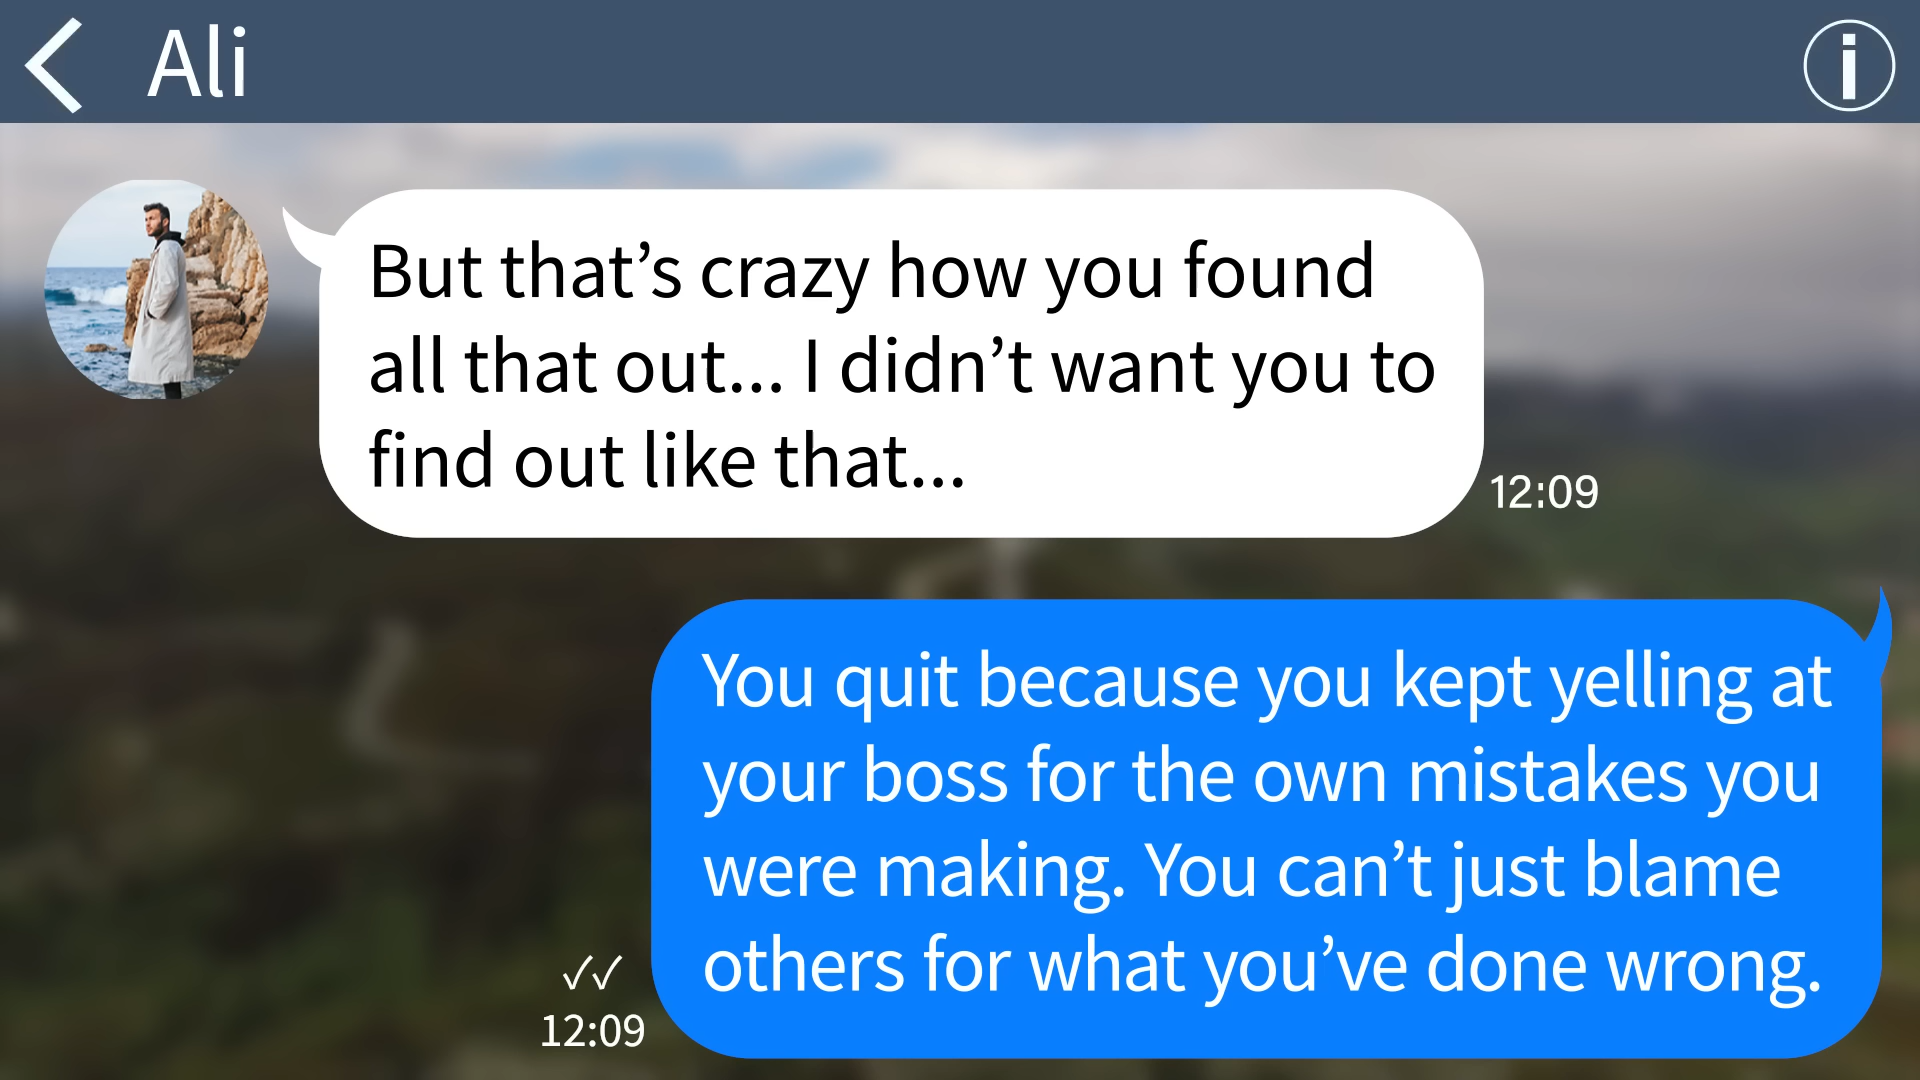 Ali
But that’s crazy how you found
all that out... I didn’t want you to
find out like that...
12:09
You quit because you kept yelling at
your boss for the own mistakes you
were making. You can’t just blame
others for what you’ve done wrong.
✓✓
12:09